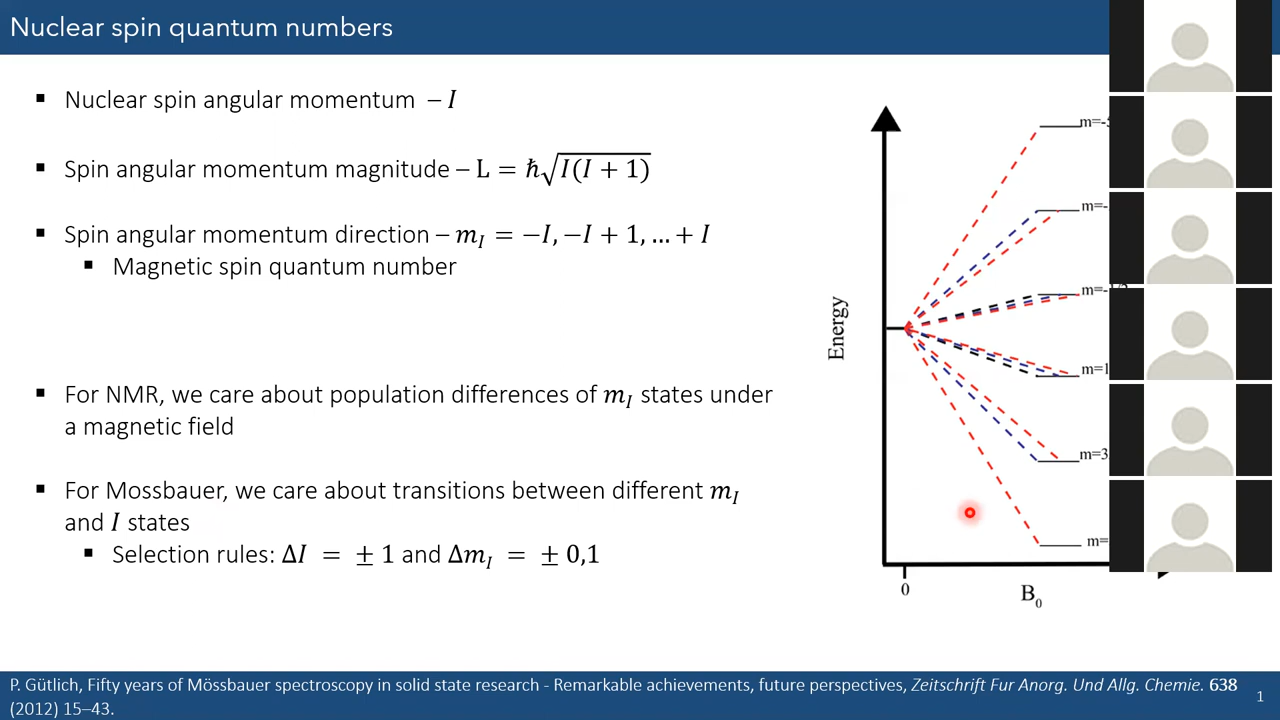 Nuclear spin quantum numbers
▪ Nuclear spin angular momentum – I
▪ Spin angular momentum magnitude – L = ħ√I(I + 1)
▪ Spin angular momentum direction – m_I = −I, −I + 1, … + I
▪ Magnetic spin quantum number
▪ For NMR, we care about population differences of m_I states under
a magnetic field
▪ For Mossbauer, we care about transitions between different m_I
and I states
▪ Selection rules: ΔI = ± 1 and Δm_I = ± 0,1
Energy
m=-
m=-
m=-
m=1
m=3
m=
0
B₀
P. Gütlich, Fifty years of Mössbauer spectroscopy in solid state research - Remarkable achievements, future perspectives, Zeitschrift Fur Anorg. Und Allg. Chemie. 638
(2012) 15–43.
1